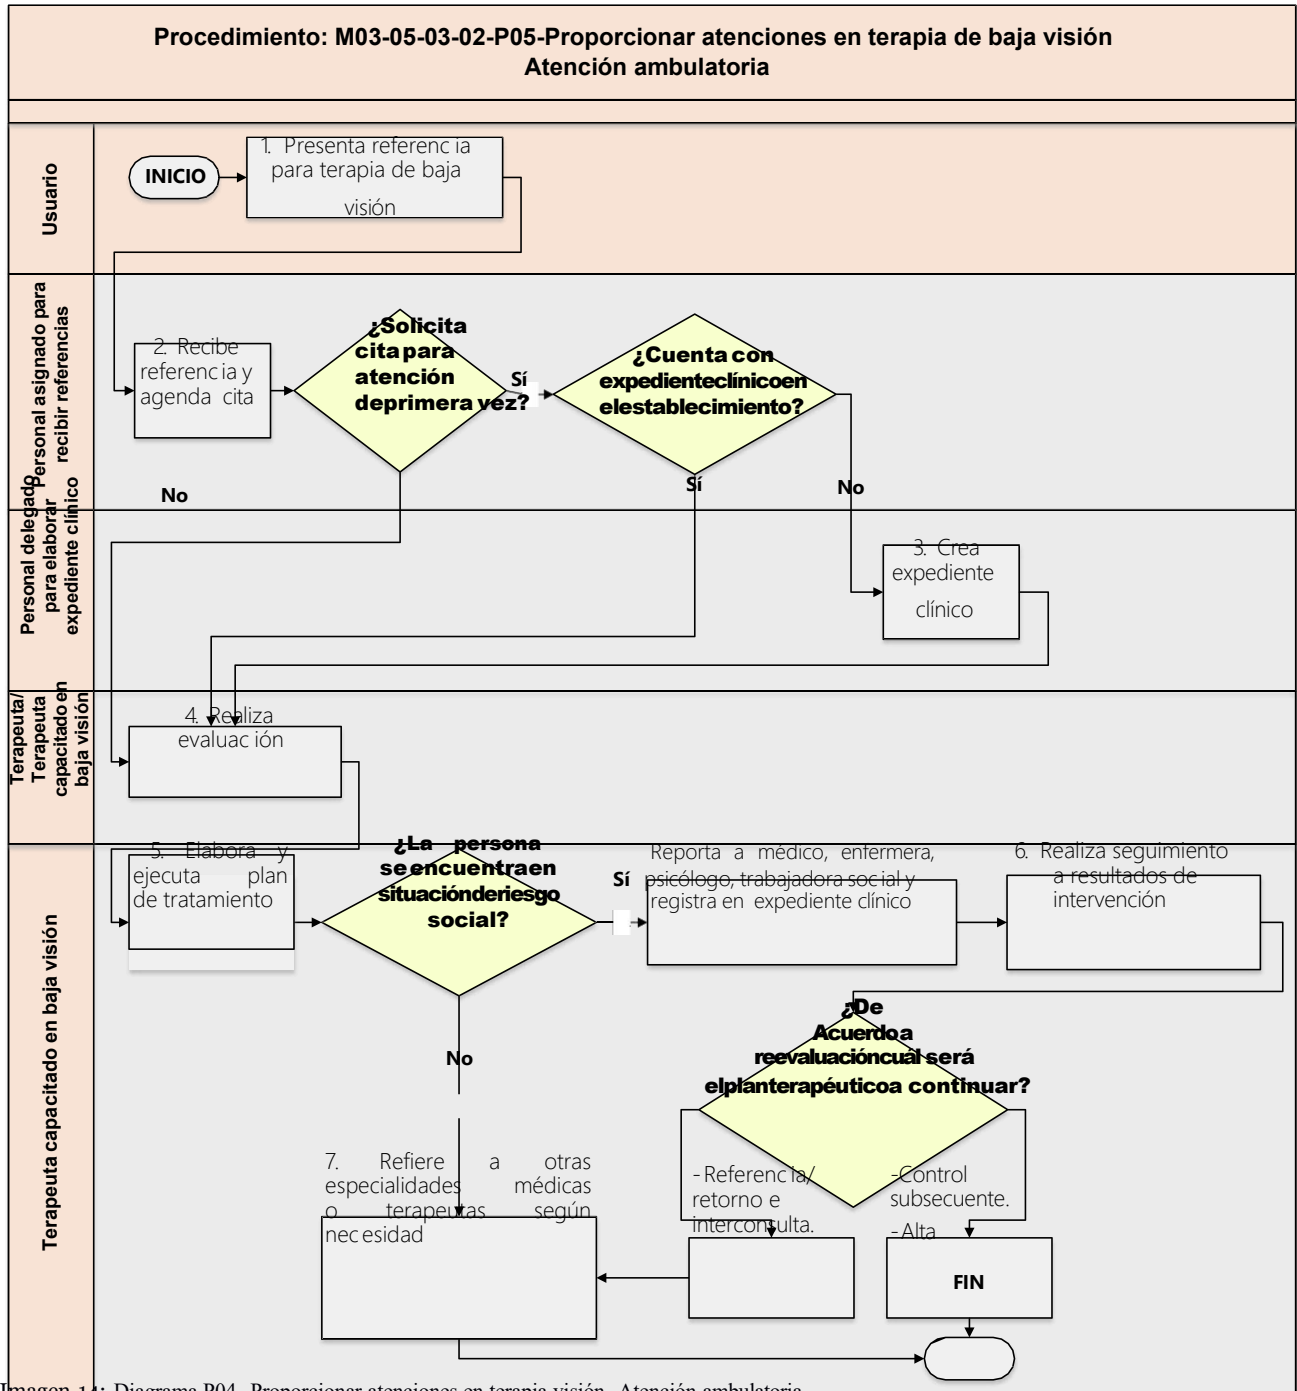 Procedimiento: M03-05-03-02-P05-Proporcionar atenciones en terapia de baja visión
Atención ambulatoria
Usuario
INICIO
1. Presenta referencia
para terapia de baja
visión
Personal asignado para
recibir referencias
2. Recibe
referencia y
agenda cita
¿Solicita
cita para
atención
de primera vez?
Sí
No
¿Cuenta con
expediente clínico en
el establecimiento?
Sí
No
Personal delegado
para elaborar
expediente clínico
3. Crea
expediente
clínico
Terapeuta/
Terapeuta
capacitado en
baja visión
4. Realiza
evaluación
Terapeuta capacitado en baja visión
5. Elabora y
ejecuta plan
de tratamiento
¿La persona
se encuentra en
situación de riesgo
social?
Sí
No
Reporta a médico, enfermera,
psicólogo, trabajadora social y
registra en expediente clínico
6. Realiza seguimiento
a resultados de
intervención
¿De
Acuerdo a
reevaluación cuál será
el plan terapéutico a continuar?
7. Refiere a otras
especialidades médicas
o terapeutas según
necesidad
- Referencia/
retorno e
interconsulta.
-Control
subsecuente.
- Alta
FIN
Imagen 14: Diagrama P04- Proporcionar atenciones en terapia visión- Atención ambulatoria